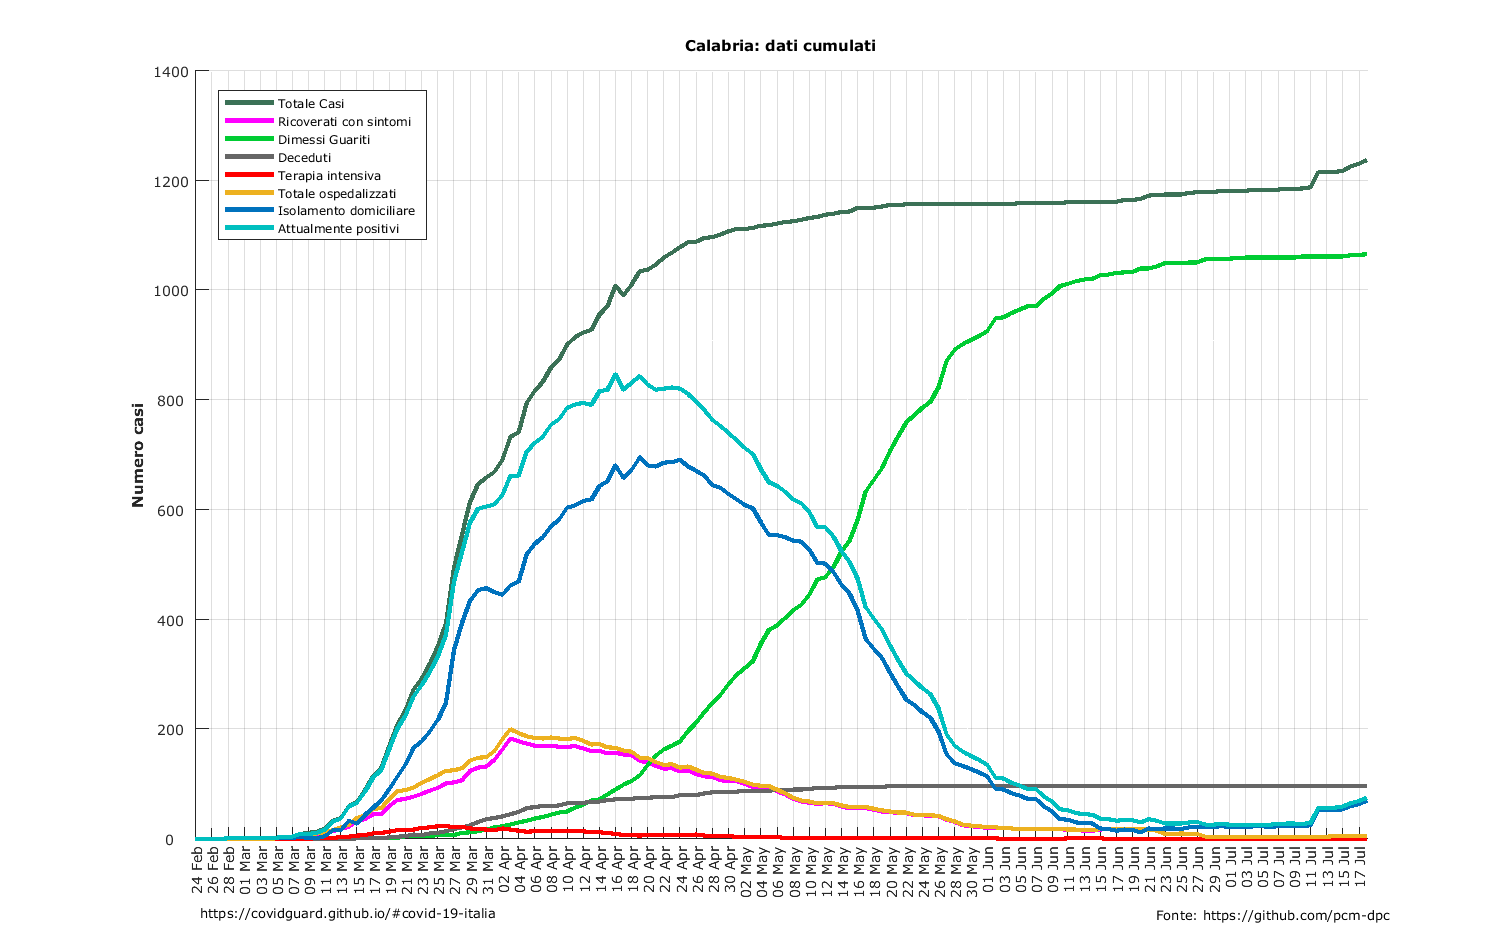 Calabria: dati cumulati
1400
1200
1000
800
600
400
200
0
Numero casi
Totale Casi
Ricoverati con sintomi
Dimessi Guariti
Deceduti
Terapia intensiva
Totale ospedalizzati
Isolamento domiciliare
Attualmente positivi
24 Feb
26 Feb
28 Feb
01 Mar
03 Mar
05 Mar
07 Mar
09 Mar
11 Mar
13 Mar
15 Mar
17 Mar
19 Mar
21 Mar
23 Mar
25 Mar
27 Mar
29 Mar
31 Mar
02 Apr
04 Apr
06 Apr
08 Apr
10 Apr
12 Apr
14 Apr
16 Apr
18 Apr
20 Apr
22 Apr
24 Apr
26 Apr
28 Apr
30 Apr
02 May
04 May
06 May
08 May
10 May
12 May
14 May
16 May
18 May
20 May
22 May
24 May
26 May
28 May
30 May
01 Jun
03 Jun
05 Jun
07 Jun
09 Jun
11 Jun
13 Jun
15 Jun
17 Jun
19 Jun
21 Jun
23 Jun
25 Jun
27 Jun
29 Jun
01 Jul
03 Jul
05 Jul
07 Jul
09 Jul
11 Jul
13 Jul
15 Jul
17 Jul
https://covidguard.github.io/#covid-19-italia
Fonte: https://github.com/pcm-dpc